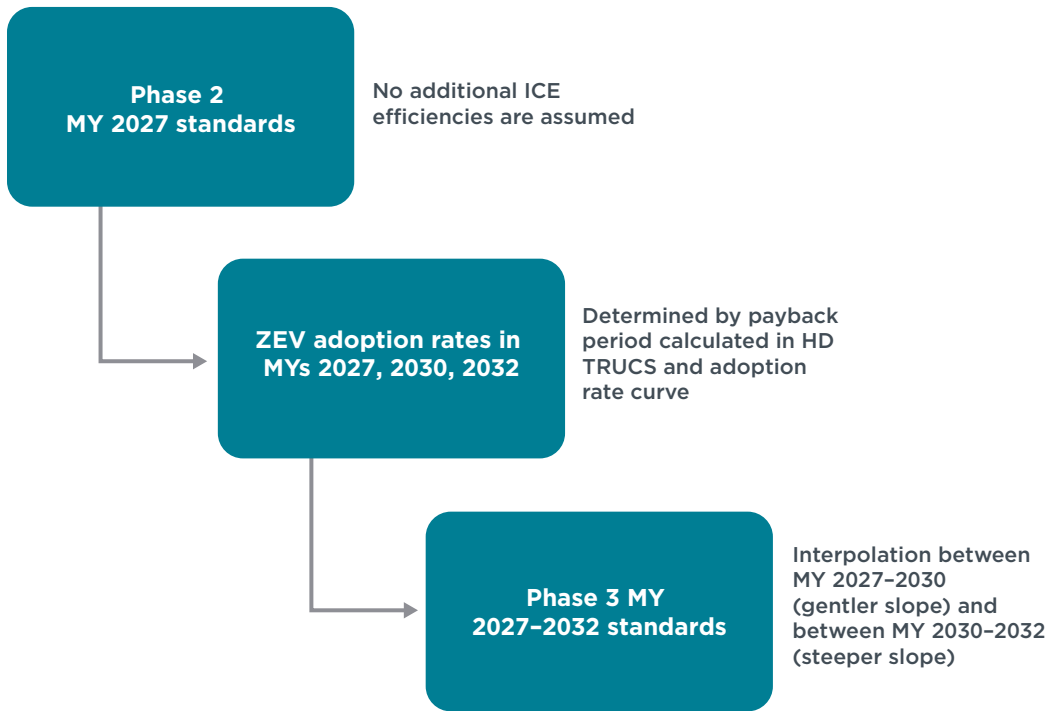 Phase 2
MY 2027 standards
No additional ICE
efficiencies are assumed
ZEV adoption rates in
MYs 2027, 2030, 2032
Determined by payback
period calculated in HD
TRUCS and adoption
rate curve
Phase 3 MY
2027–2032 standards
Interpolation between
MY 2027–2030
(gentler slope) and
between MY 2030–2032
(steeper slope)